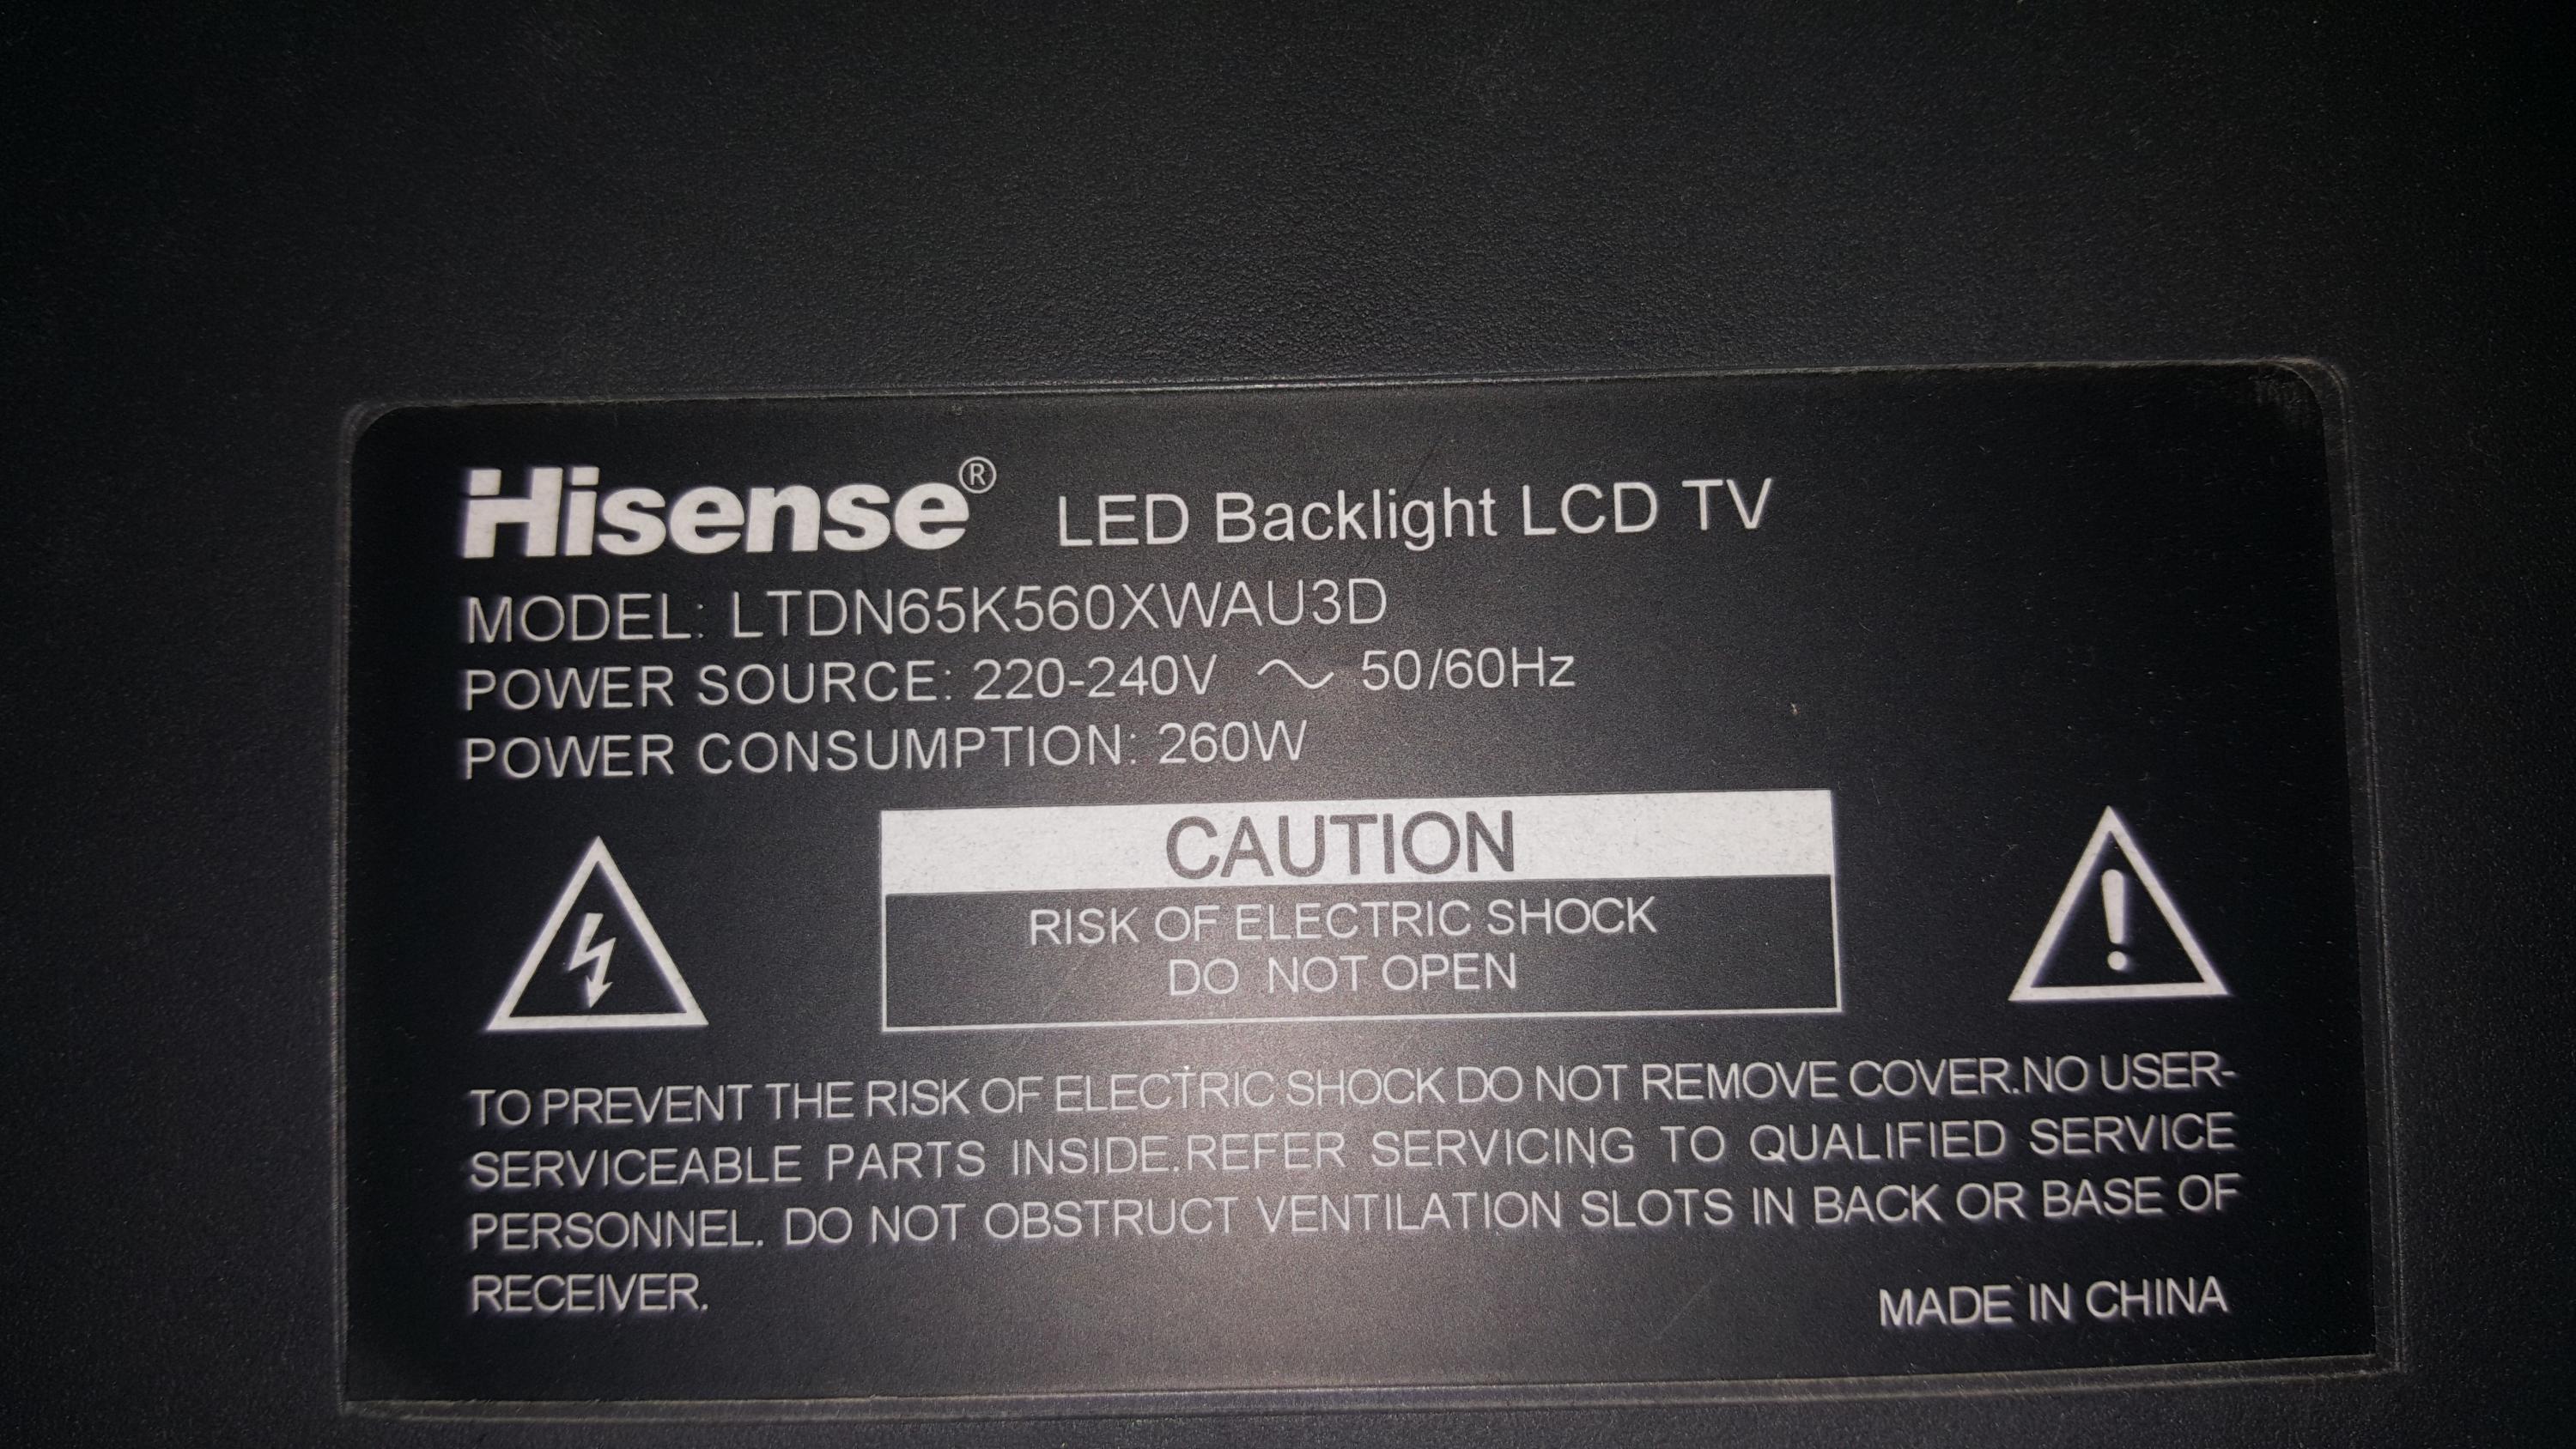 Hisense® LED Backlight LCD TV
MODEL: LTDN65K560XWAU3D
POWER SOURCE: 220-240V ～ 50/60Hz
POWER CONSUMPTION: 260W
CAUTION
RISK OF ELECTRIC SHOCK
DO NOT OPEN
TO PREVENT THE RISK OF ELECTRIC SHOCK DO NOT REMOVE COVER.NO USER-
SERVICEABLE PARTS INSIDE.REFER SERVICING TO QUALIFIED SERVICE
PERSONNEL. DO NOT OBSTRUCT VENTILATION SLOTS IN BACK OR BASE OF
RECEIVER.
MADE IN CHINA